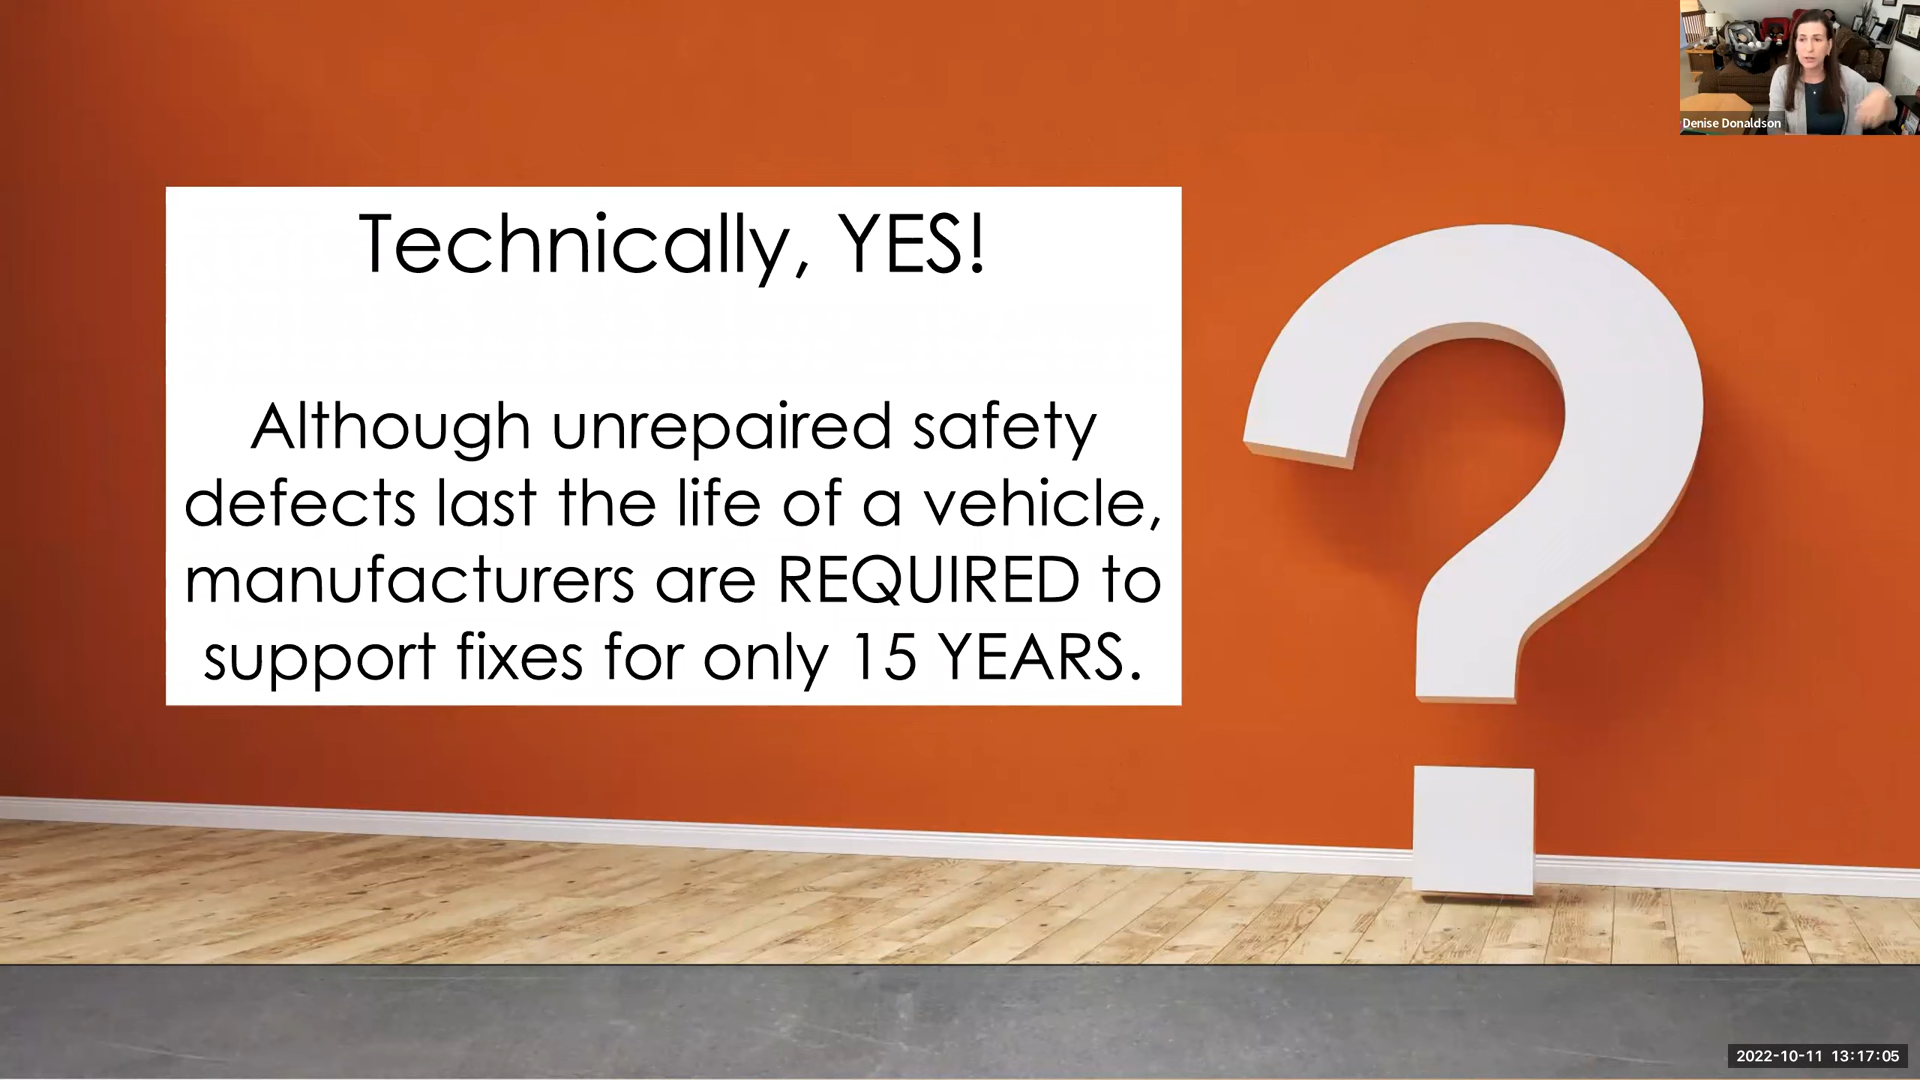 Denise Donaldson
Technically, YES!
Although unrepaired safety
defects last the life of a vehicle,
manufacturers are REQUIRED to
support fixes for only 15 YEARS.
?
2022-10-11 13:17:05